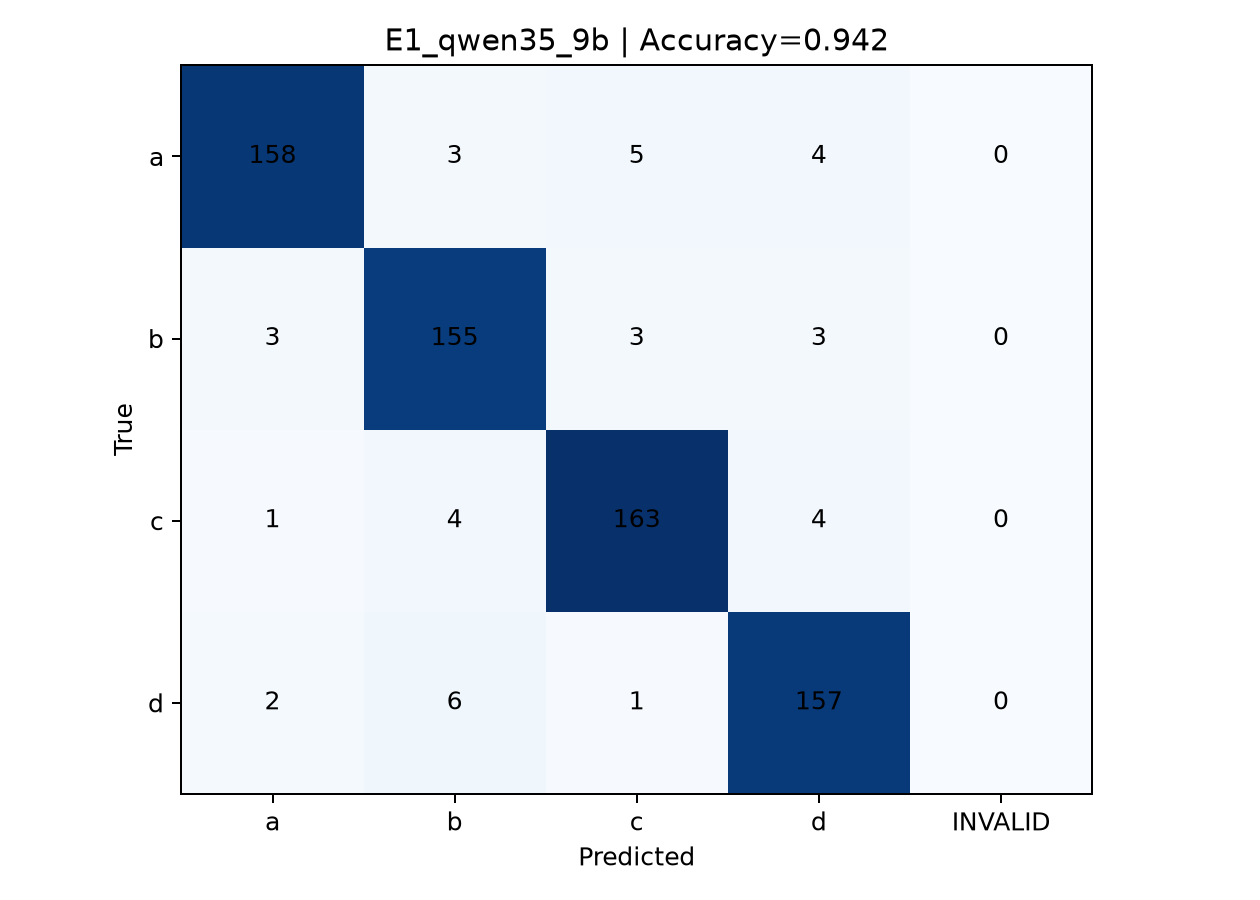 E1_qwen35_9b | Accuracy=0.942
a 158 3 5 4 0
b 3 155 3 3 0
True
c 1 4 163 4 0
d 2 6 1 157 0
a b c d INVALID
Predicted